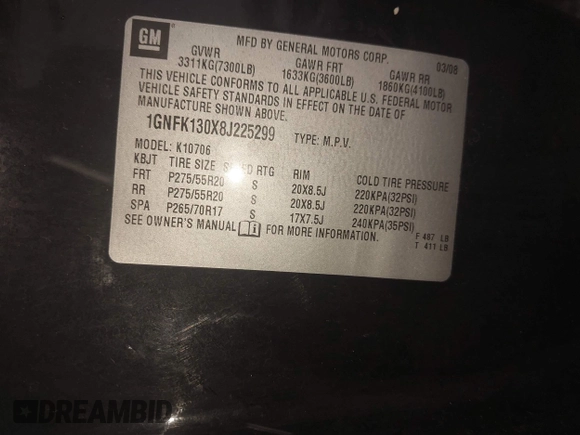 GM
MFD BY GENERAL MOTORS CORP.
03/08
GVWR GAWR FRT GAWR RR
3311KG(7300LB) 1633KG(3600LB) 1860KG(4100LB)
THIS VEHICLE CONFORMS TO ALL APPLICABLE U.S. FEDERAL MOTOR
VEHICLE SAFETY STANDARDS IN EFFECT ON THE DATE OF
MANUFACTURE SHOWN ABOVE.
1GNFK130X8J225299 TYPE: M.P.V.
MODEL: K10706
KBJT TIRE SIZE SPEED RTG RIM COLD TIRE PRESSURE
FRT P275/55R20 S 20X8.5J 220KPA(32PSI)
RR P275/55R20 S 20X8.5J 220KPA(32PSI)
SPA P265/70R17 S 17X7.5J 240KPA(35PSI)
SEE OWNER'S MANUAL FOR MORE INFORMATION.
F 487 LB
T 411 LB
DREAMBID